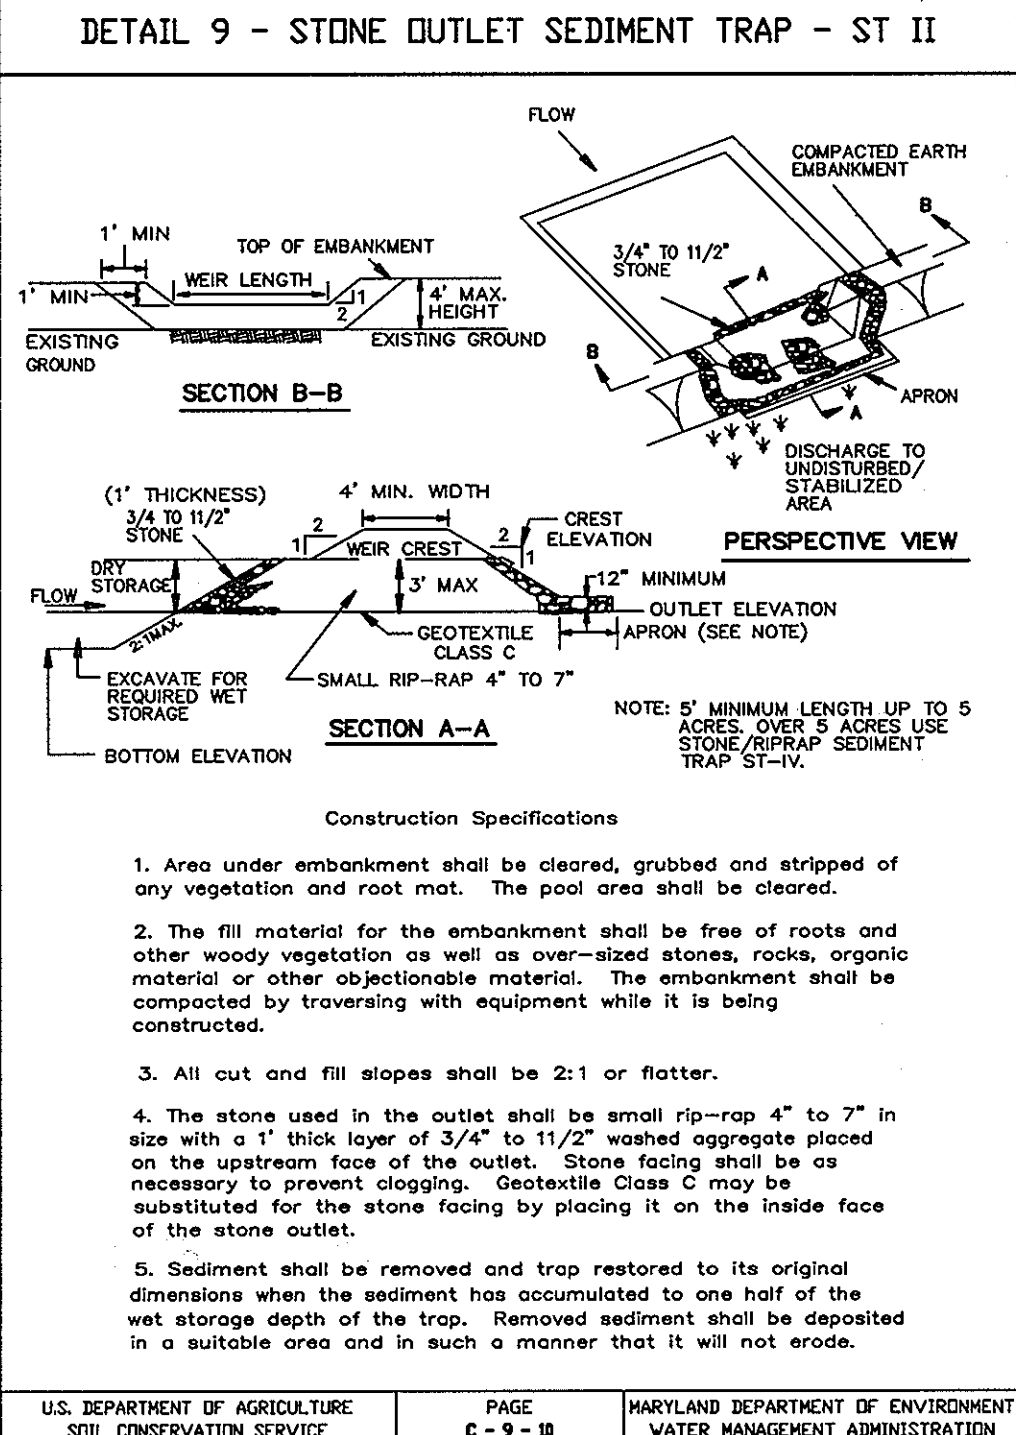 DETAIL 9 - STONE OUTLET SEDIMENT TRAP - ST II
FLOW
COMPACTED EARTH
EMBANKMENT
B
3/4" TO 11/2"
STONE
A
B
APRON
A
DISCHARGE TO
UNDISTURBED/
STABILIZED
AREA
PERSPECTIVE VIEW
1' MIN
TOP OF EMBANKMENT
WEIR LENGTH
1' MIN
1
2
4' MAX.
HEIGHT
EXISTING
GROUND
EXISTING GROUND
SECTION B-B
(1' THICKNESS)
3/4 TO 11/2"
STONE
4' MIN. WIDTH
2
1
WEIR CREST
2
1
CREST
ELEVATION
DRY
STORAGE
3' MAX
12" MINIMUM
FLOW
OUTLET ELEVATION
APRON (SEE NOTE)
2:1MAX.
GEOTEXTILE
CLASS C
EXCAVATE FOR
REQUIRED WET
STORAGE
SMALL RIP-RAP 4" TO 7"
SECTION A-A
BOTTOM ELEVATION
NOTE: 5' MINIMUM LENGTH UP TO 5
ACRES. OVER 5 ACRES USE
STONE/RIPRAP SEDIMENT
TRAP ST-IV.
Construction Specifications
1. Area under embankment shall be cleared, grubbed and stripped of
any vegetation and root mat. The pool area shall be cleared.
2. The fill material for the embankment shall be free of roots and
other woody vegetation as well as over-sized stones, rocks, organic
material or other objectionable material. The embankment shall be
compacted by traversing with equipment while it is being
constructed.
3. All cut and fill slopes shall be 2:1 or flatter.
4. The stone used in the outlet shall be small rip-rap 4" to 7" in
size with a 1' thick layer of 3/4" to 11/2" washed aggregate placed
on the upstream face of the outlet. Stone facing shall be as
necessary to prevent clogging. Geotextile Class C may be
substituted for the stone facing by placing it on the inside face
of the stone outlet.
5. Sediment shall be removed and trap restored to its original
dimensions when the sediment has accumulated to one half of the
wet storage depth of the trap. Removed sediment shall be deposited
in a suitable area and in such a manner that it will not erode.
U.S. DEPARTMENT OF AGRICULTURE
SOIL CONSERVATION SERVICE
PAGE
C - 9 - 10
MARYLAND DEPARTMENT OF ENVIRONMENT
WATER MANAGEMENT ADMINISTRATION